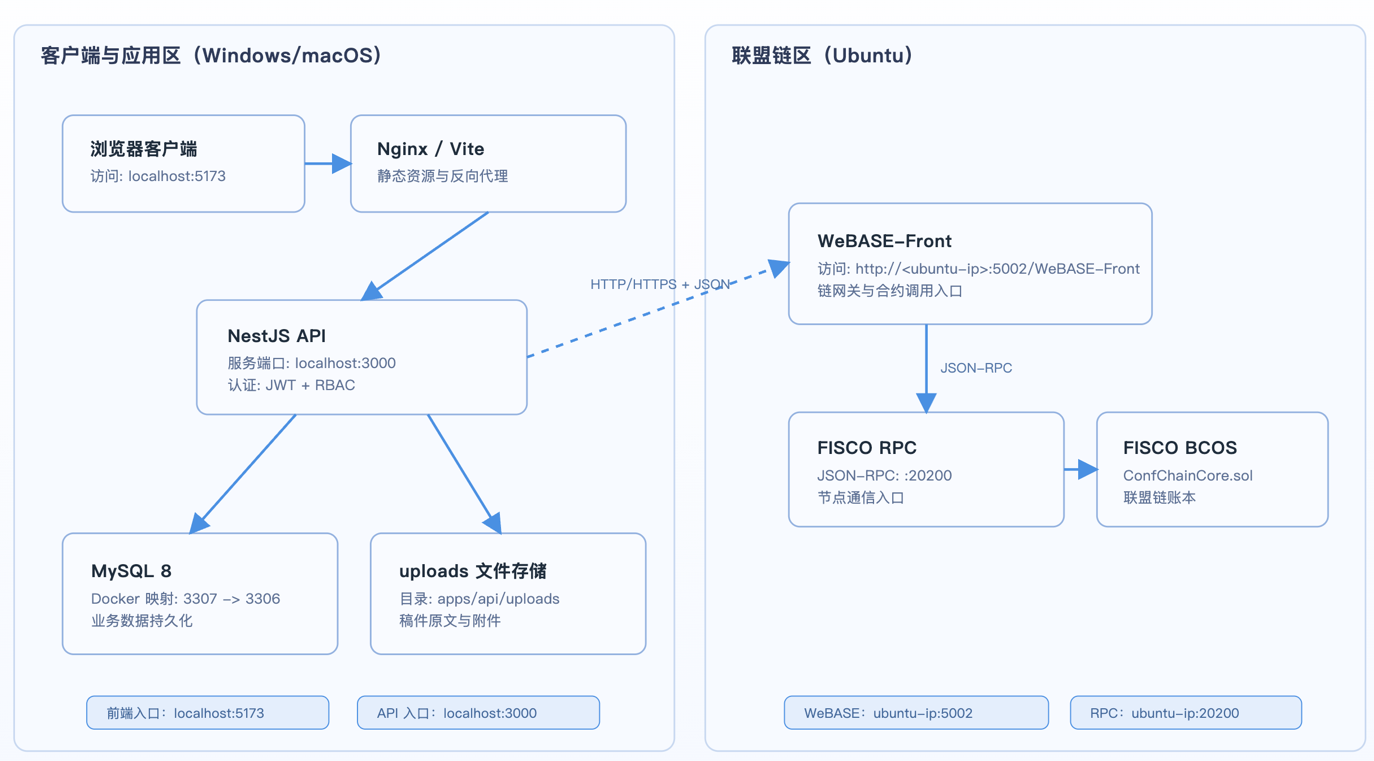 客户端与应用区（Windows/macOS）
浏览器客户端
访问: localhost:5173
Nginx / Vite
静态资源与反向代理
HTTP/HTTPS + JSON
NestJS API
服务端口: localhost:3000
认证: JWT + RBAC
MySQL 8
Docker 映射: 3307 -> 3306
业务数据持久化
uploads 文件存储
目录: apps/api/uploads
稿件原文与附件
前端入口：localhost:5173
API 入口：localhost:3000
联盟链区（Ubuntu）
WeBASE-Front
访问: http://<ubuntu-ip>:5002/WeBASE-Front
链网关与合约调用入口
JSON-RPC
FISCO RPC
JSON-RPC: :20200
节点通信入口
FISCO BCOS
ConfChainCore.sol
联盟链账本
WeBASE：ubuntu-ip:5002
RPC：ubuntu-ip:20200